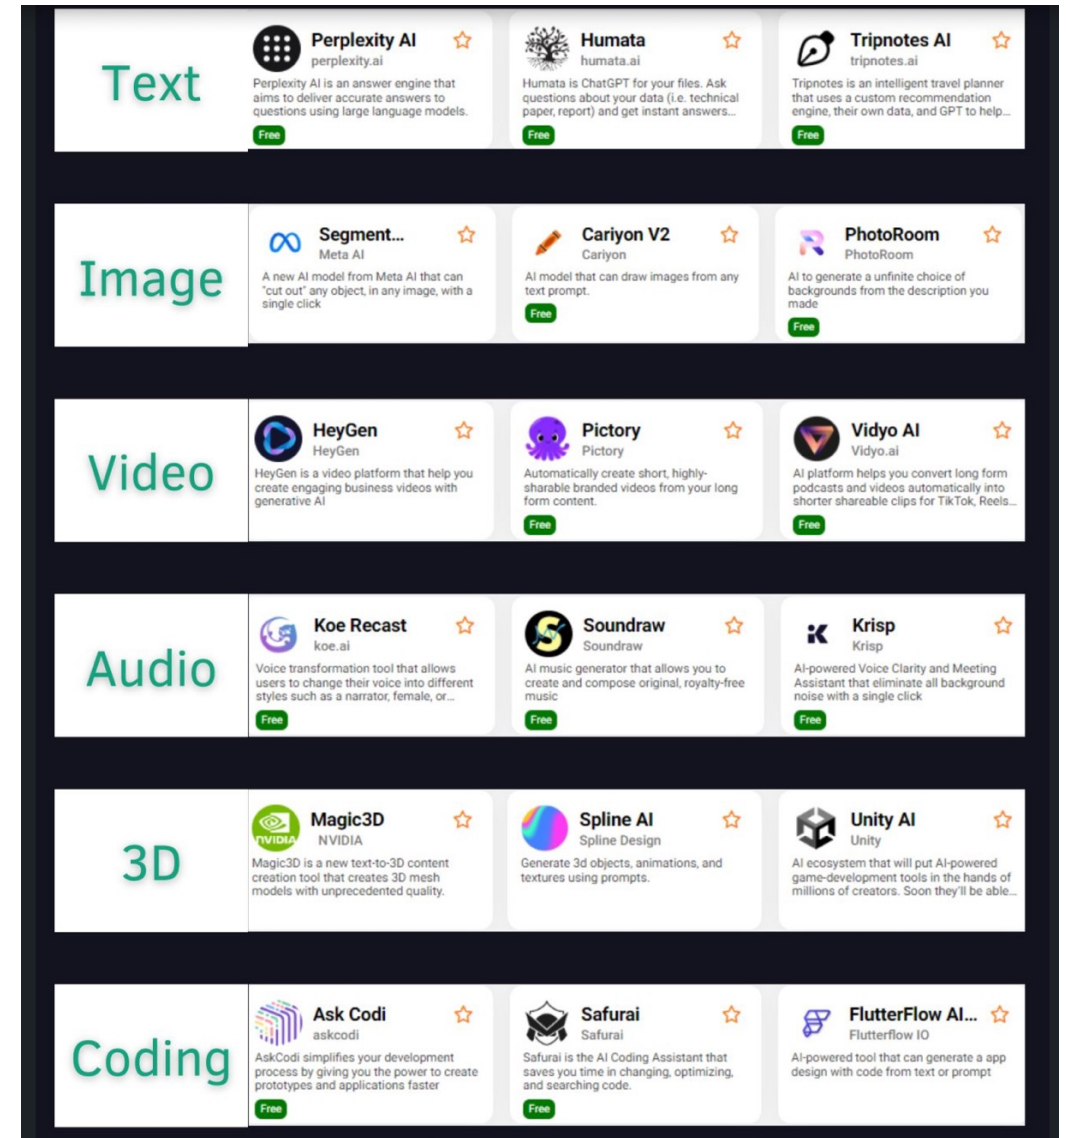 Text
Perplexity AI
perplexity.ai
Perplexity AI is an answer engine that
aims to deliver accurate answers to
questions using large language models.
Free
Humata
humata.ai
Humata is ChatGPT for your files. Ask
questions about your data (i.e. technical
paper, report) and get instant answers...
Free
Tripnotes AI
tripnotes.ai
Tripnotes is an intelligent travel planner
that uses a custom recommendation
engine, their own data, and GPT to help...
Free
Image
Segment...
Meta AI
A new AI model from Meta AI that can
"cut out" any object, in any image, with a
single click
Cariyon V2
Cariyon
AI model that can draw images from any
text prompt.
Free
PhotoRoom
PhotoRoom
AI to generate a unfinite choice of
backgrounds from the description you
made
Free
Video
HeyGen
HeyGen
HeyGen is a video platform that help you
create engaging business videos with
generative AI
Pictory
Pictory
Automatically create short, highly-
sharable branded videos from your long
form content.
Free
Vidyo AI
Vidyo.ai
AI platform helps you convert long form
podcasts and videos automatically into
shorter shareable clips for TikTok, Reels...
Free
Audio
Koe Recast
koe.ai
Voice transformation tool that allows
users to change their voice into different
styles such as a narrator, female, or...
Free
Soundraw
Soundraw
AI music generator that allows you to
create and compose original, royalty-free
music
Free
Krisp
Krisp
AI-powered Voice Clarity and Meeting
Assistant that eliminate all background
noise with a single click
Free
3D
NVIDIA
Magic3D
NVIDIA
Magic3D is a new text-to-3D content
creation tool that creates 3D mesh
models with unprecedented quality.
Spline AI
Spline Design
Generate 3d objects, animations, and
textures using prompts.
Unity AI
Unity
AI ecosystem that will put AI-powered
game-development tools in the hands of
millions of creators. Soon they'll be able...
Coding
Ask Codi
askcodi
AskCodi simplifies your development
process by giving you the power to create
prototypes and applications faster
Free
Safurai
Safurai
Safurai is the AI Coding Assistant that
saves you time in changing, optimizing,
and searching code.
Free
FlutterFlow AI...
Flutterflow IO
AI-powered tool that can generate a app
design with code from text or prompt